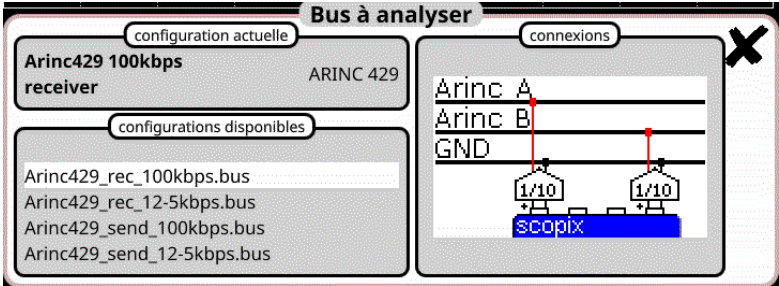 Bus à analyser
configuration actuelle
Arinc429 100kbps
receiver
ARINC 429
configurations disponibles
Arinc429_rec_100kbps.bus
Arinc429_rec_12-5kbps.bus
Arinc429_send_100kbps.bus
Arinc429_send_12-5kbps.bus
connexions
Arinc A
Arinc B
GND
1/10 1/10
+ +
scopix